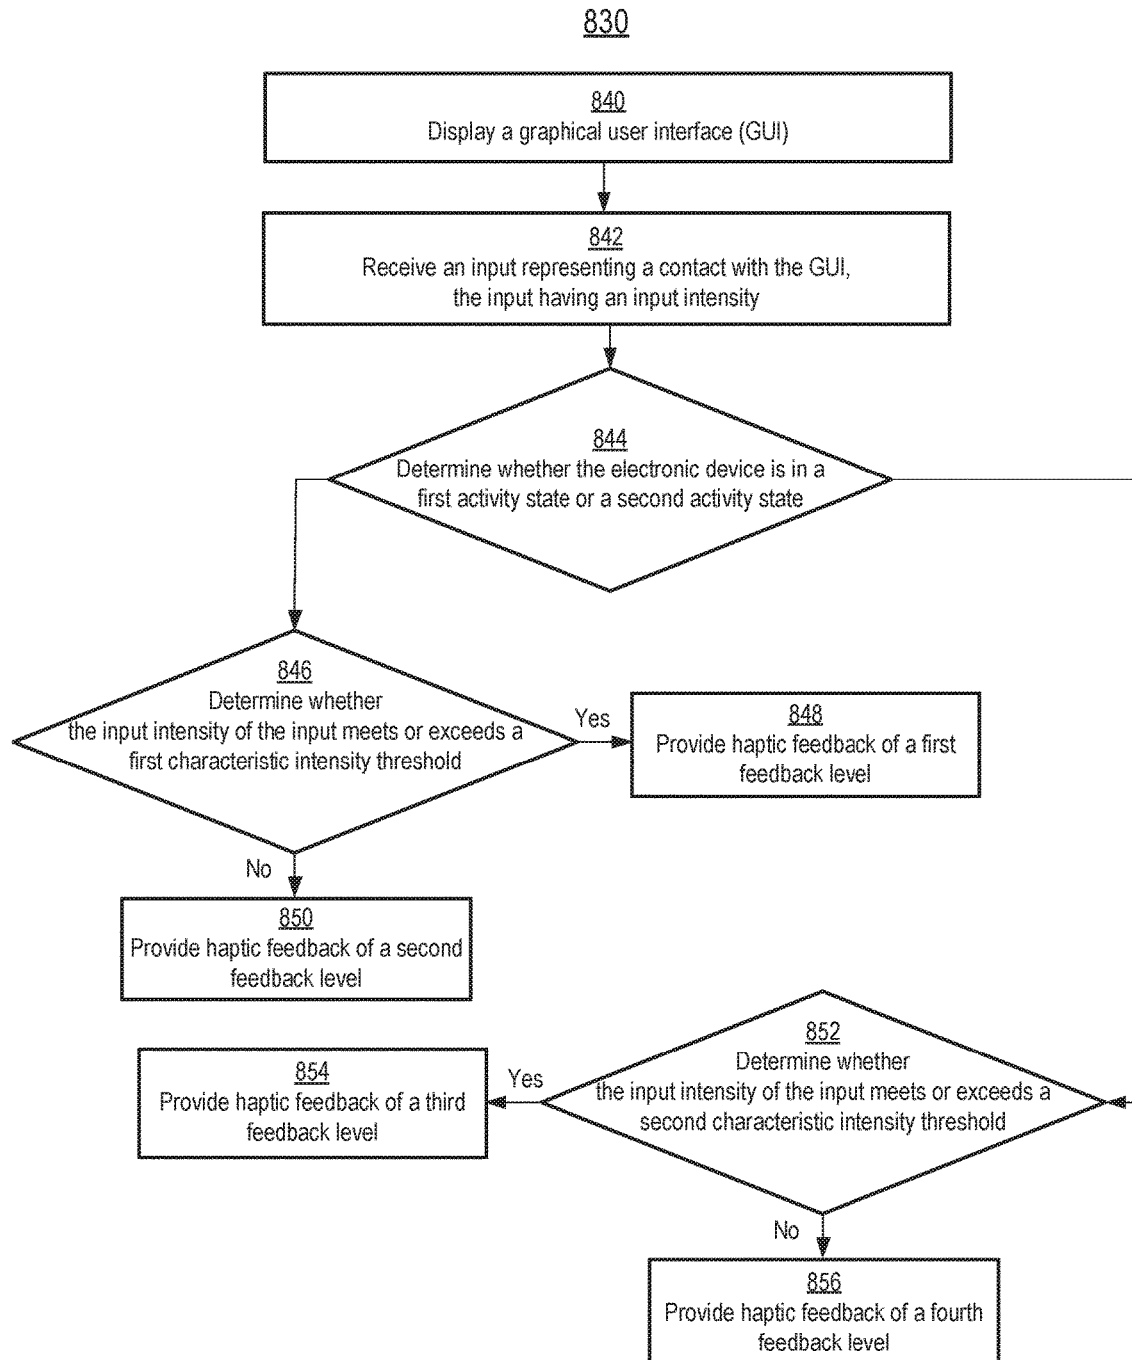 830
840
Display a graphical user interface (GUI)
842
Receive an input representing a contact with the GUI,
the input having an input intensity
844
Determine whether the electronic device is in a
first activity state or a second activity state
846
Determine whether
the input intensity of the input meets or exceeds a
first characteristic intensity threshold
Yes
848
Provide haptic feedback of a first
feedback level
No
850
Provide haptic feedback of a second
feedback level
852
Determine whether
the input intensity of the input meets or exceeds a
second characteristic intensity threshold
Yes
854
Provide haptic feedback of a third
feedback level
No
856
Provide haptic feedback of a fourth
feedback level